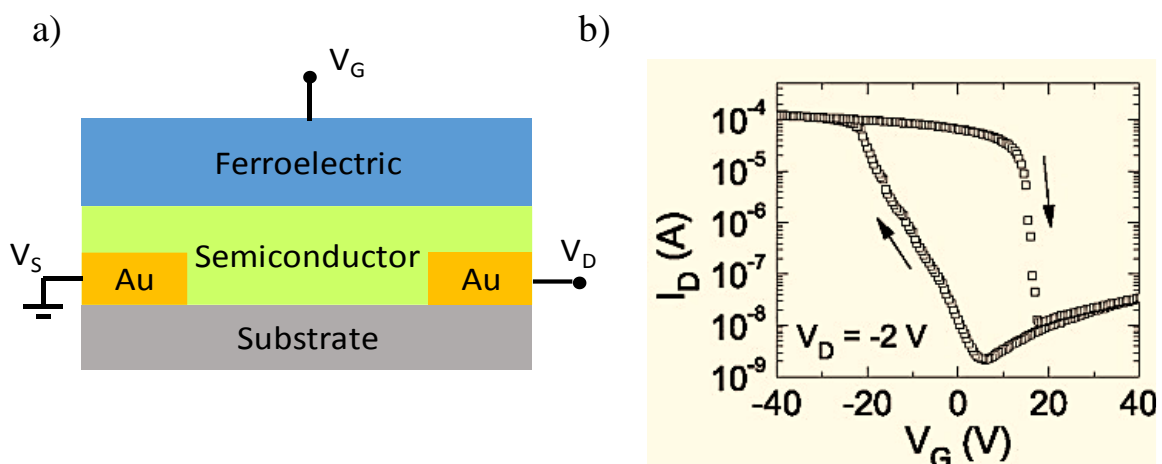 a)
V_G
Ferroelectric
Semiconductor
V_S
V_D
Au
Au
Substrate
b)
I_D (A)
10^-4
10^-5
10^-6
10^-7
10^-8
10^-9
V_D = -2 V
-40 -20 0 20 40
V_G (V)